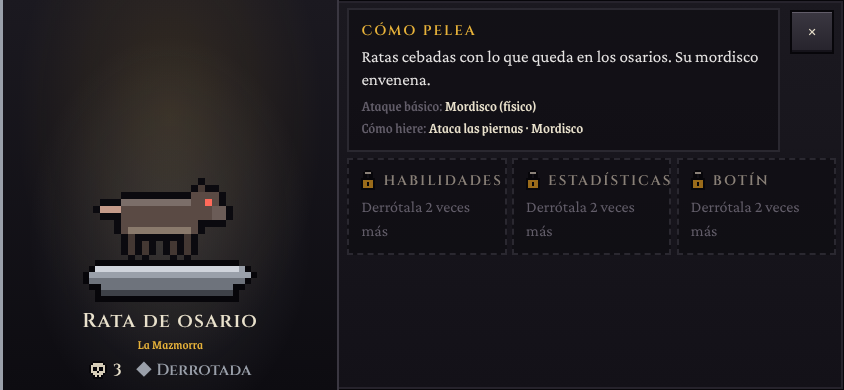 CÓMO PELEA
×
Ratas cebadas con lo que queda en los osarios. Su mordisco
envenena.
Ataque básico: Mordisco (físico)
Cómo hiere: Ataca las piernas · Mordisco
HABILIDADES
Derrótala 2 veces
más
ESTADÍSTICAS
Derrótala 2 veces
más
BOTÍN
Derrótala 2 veces
más
RATA DE OSARIO
La Mazmorra
3 DERROTADA